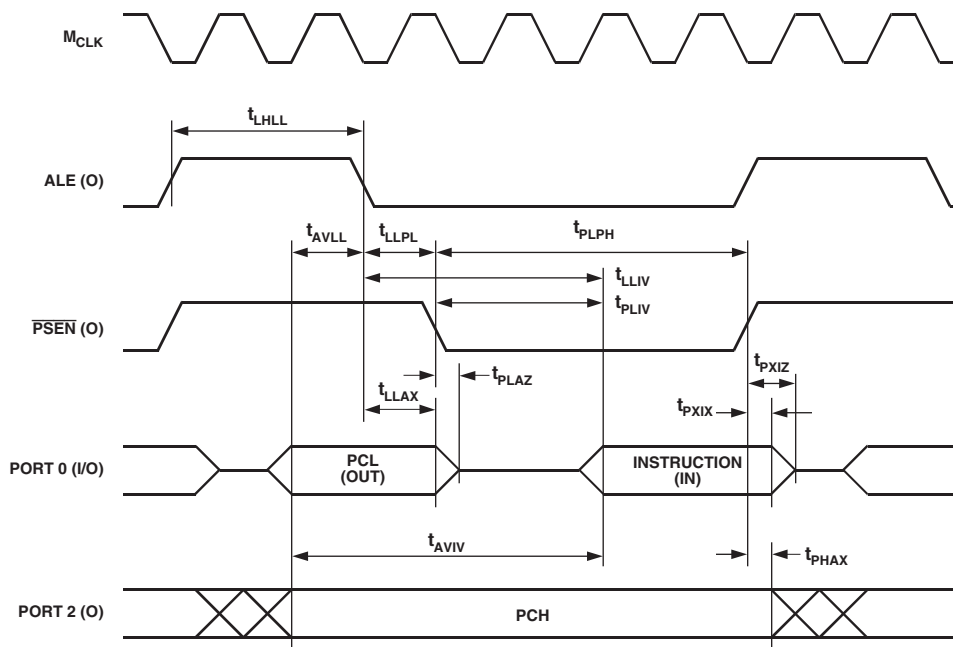 MCLK
tLHLL
ALE (O)
tAVLL
tLLPL
tPLPH
tLLIV
tPLIV
PSEN (O)
tPXIZ
tPLAZ
tLLAX
tPXIX
PORT 0 (I/O)
PCL
(OUT)
INSTRUCTION
(IN)
tAVIV
tPHAX
PORT 2 (O)
PCH